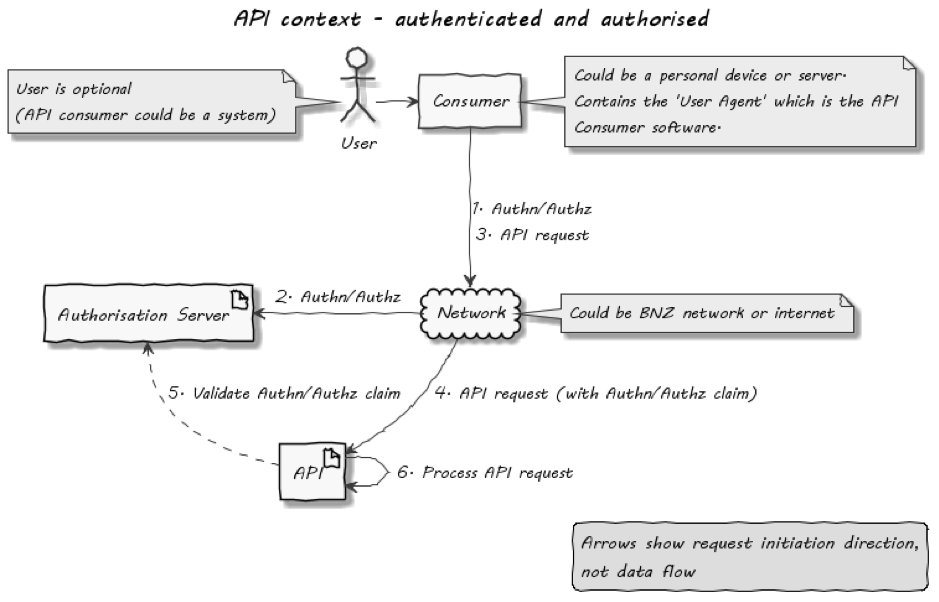 API context - authenticated and authorised
User is optional
(API consumer could be a system)
User
Consumer
Could be a personal device or server.
Contains the 'User Agent' which is the API
Consumer software.
1. Authn/Authz
3. API request
Authorisation Server
2. Authn/Authz
Network
Could be BNZ network or internet
5. Validate Authn/Authz claim
4. API request (with Authn/Authz claim)
API
6. Process API request
Arrows show request initiation direction,
not data flow